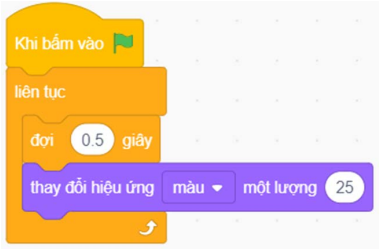 Khi bấm vào
liên tục
đợi 0.5 giây
thay đổi hiệu ứng màu một lượng 25